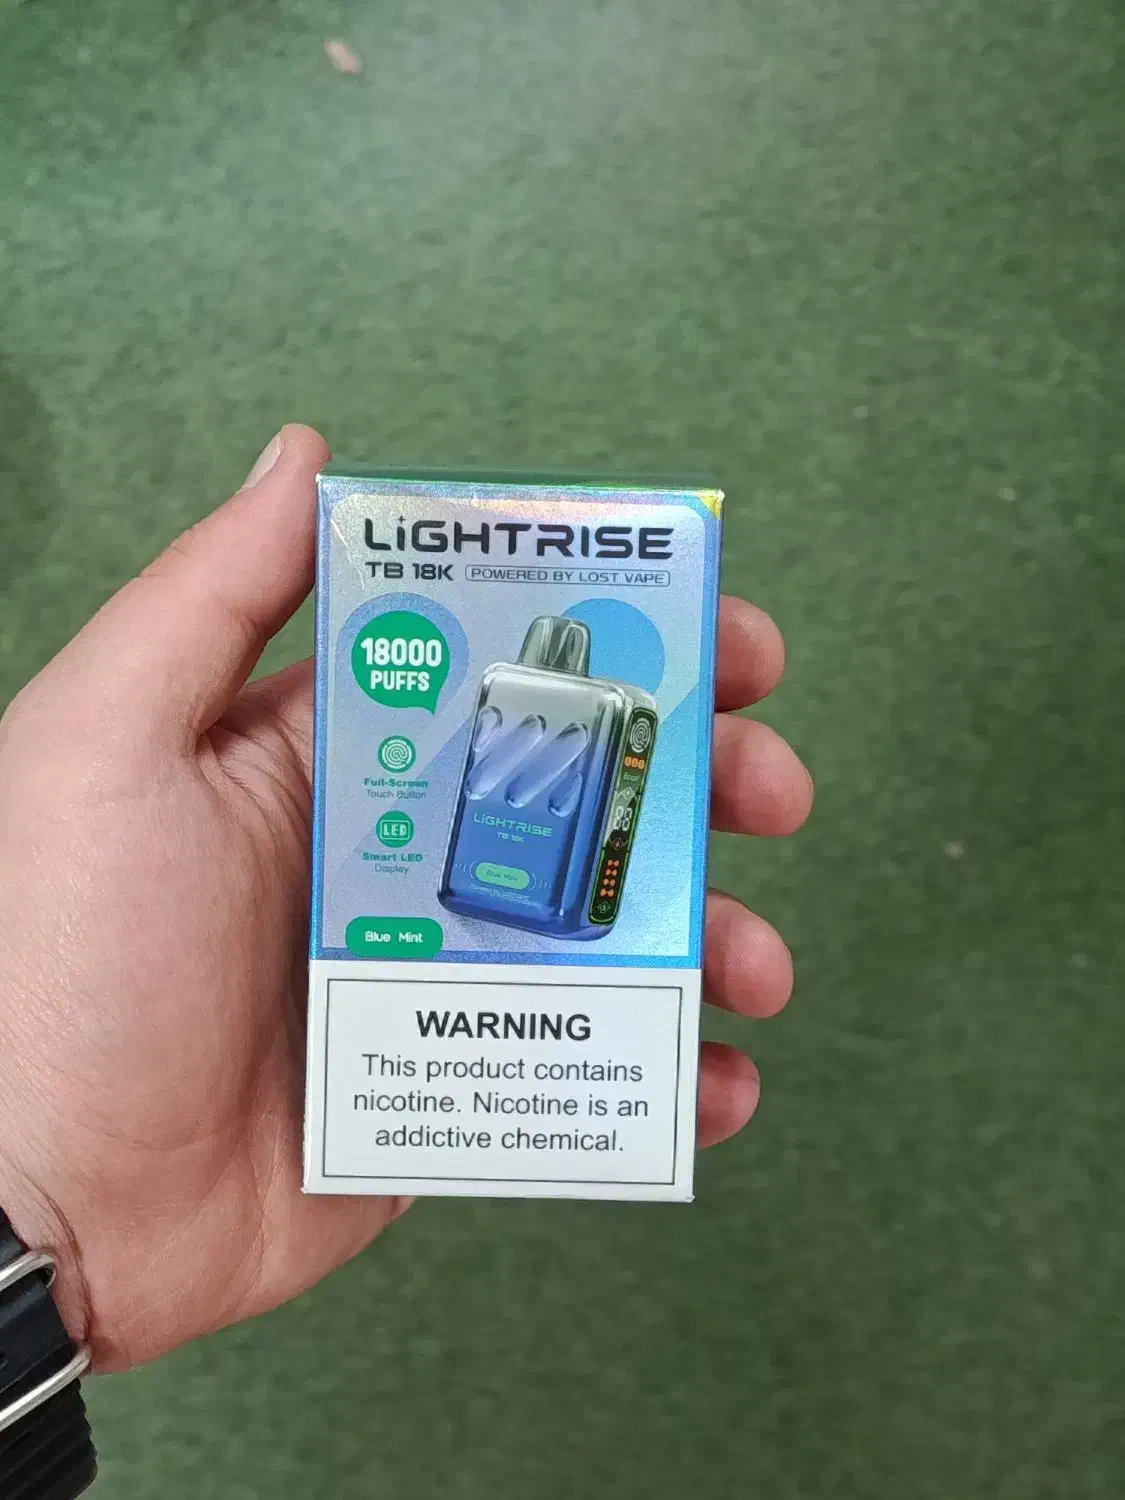 LiGHTRISE
TB 18K POWERED BY LOST VAPE
18000
PUFFS
Full-Screen
Touch Button
LED
Smart LED
Display
Boost
LiGHTRISE
TB 18K
Blue Mint
Blue Mint
WARNING
This product contains
nicotine. Nicotine is an
addictive chemical.